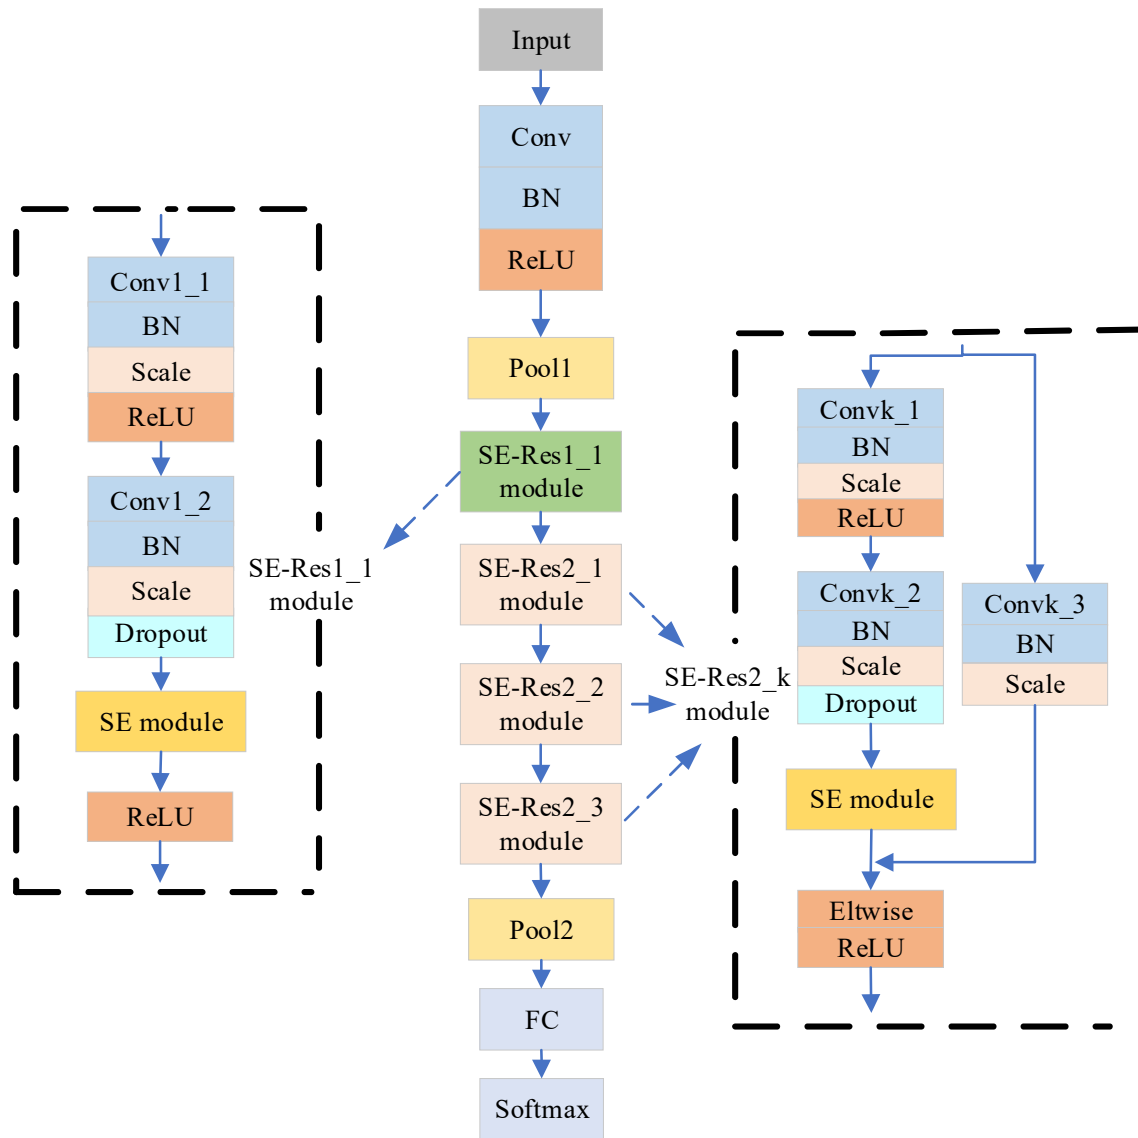 Input
Conv
BN
ReLU
Pool1
SE-Res1_1
module
SE-Res2_1
module
SE-Res2_2
module
SE-Res2_3
module
Pool2
FC
Softmax
Conv1_1
BN
Scale
ReLU
Conv1_2
BN
Scale
Dropout
SE module
ReLU
SE-Res1_1
module
SE-Res2_k
module
Convk_1
BN
Scale
ReLU
Convk_2
BN
Scale
Dropout
SE module
Convk_3
BN
Scale
Eltwise
ReLU